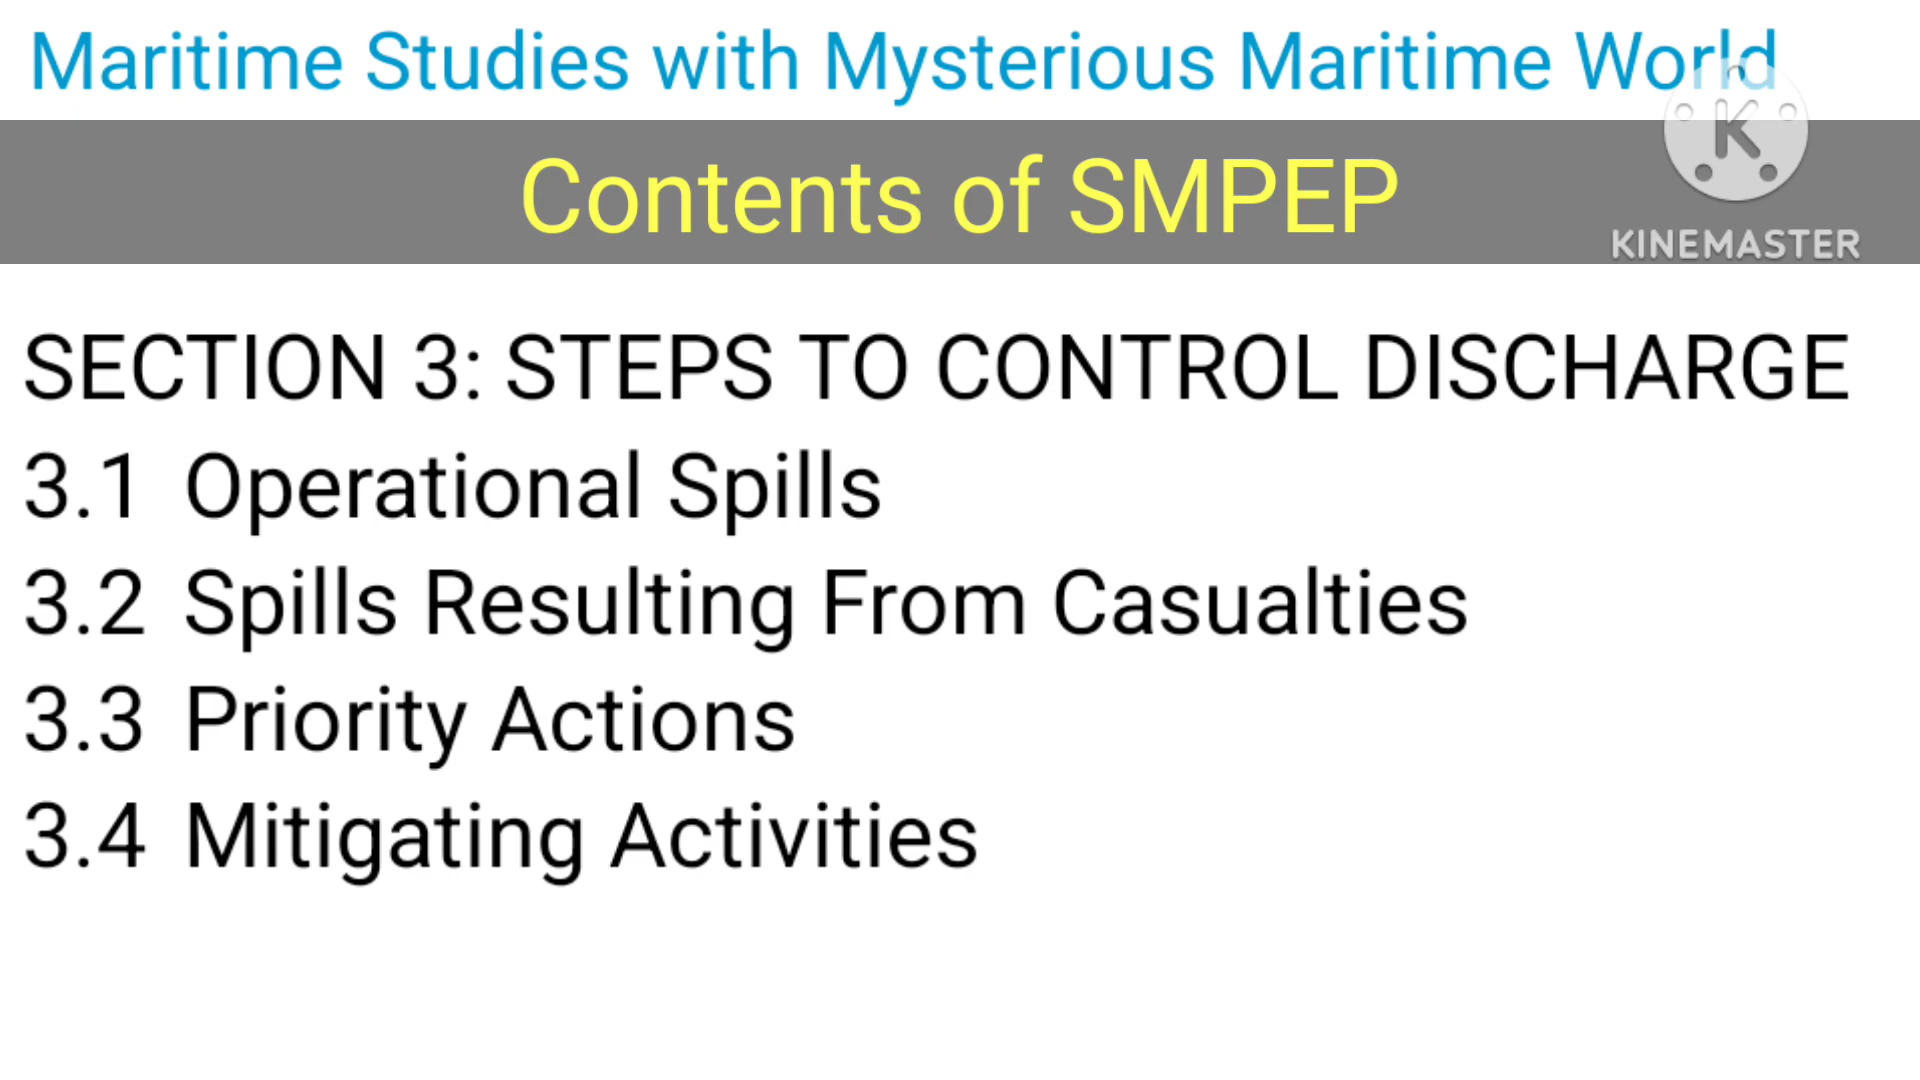 Maritime Studies with Mysterious Maritime World
Contents of SMPEP
KINEMASTER
SECTION 3: STEPS TO CONTROL DISCHARGE
3.1 Operational Spills
3.2 Spills Resulting From Casualties
3.3 Priority Actions
3.4 Mitigating Activities